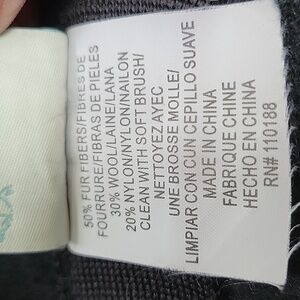 50% FUR FIBERS/FIBRES DE
FOURRURE/FIBRAS DE PIELES
30% WOOL/LAINE/LANA
20% NYLON/NYLON/NAILON
CLEAN WITH SOFT BRUSH/
NETTOYEZ AVEC
UNE BROSSE MOLLE/
LIMPIAR CON CUN CEPILLO SUAVE
MADE IN CHINA
FABRIQUE CHINE
HECHO EN CHINA
RN# 110188